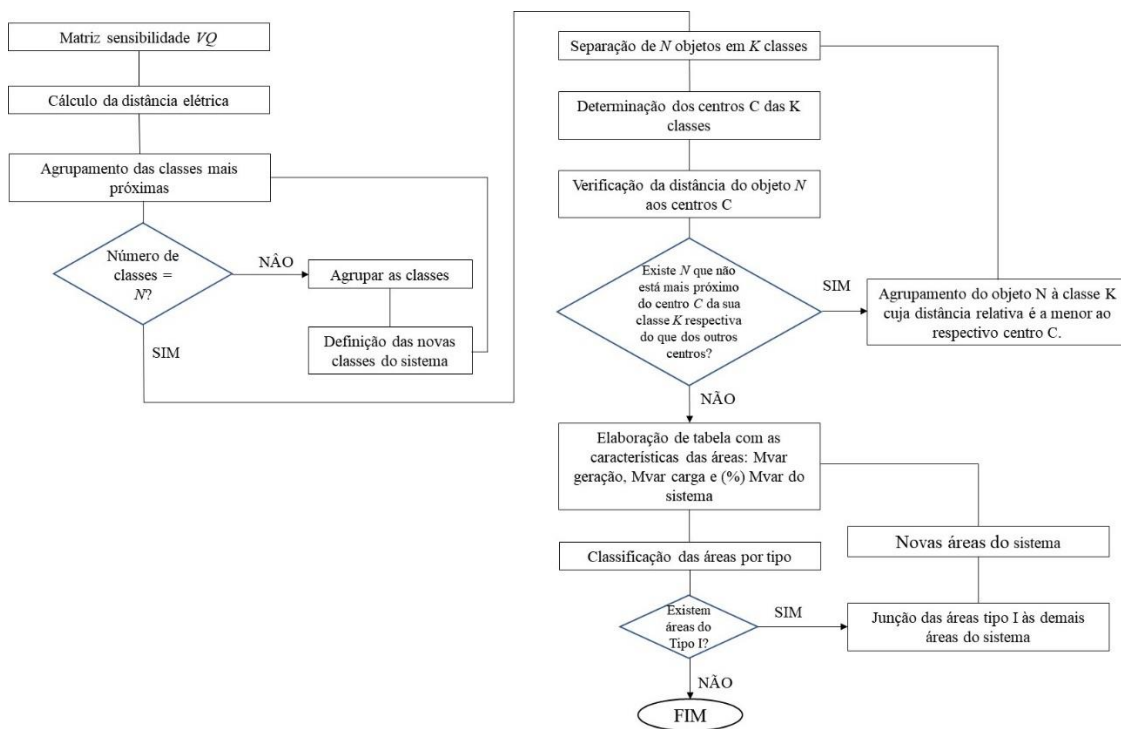 Matriz sensibilidade VQ
Cálculo da distância elétrica
Agrupamento das classes mais
próximas
Número de
classes =
N?
NÂO
Agrupar as classes
Definição das novas
classes do sistema
SIM
Separação de N objetos em K classes
Determinação dos centros C das K
classes
Verificação da distância do objeto N
aos centros C
Existe N que não
está mais próximo
do centro C da sua
classe K respectiva
do que dos outros
centros?
SIM
Agrupamento do objeto N à classe K
cuja distância relativa é a menor ao
respectivo centro C.
NÃO
Elaboração de tabela com as
características das áreas: Mvar
geração, Mvar carga e (%) Mvar do
sistema
Classificação das áreas por tipo
Novas áreas do sistema
Existem
áreas do
Tipo I?
SIM
Junção das áreas tipo I às demais
áreas do sistema
NÃO
FIM